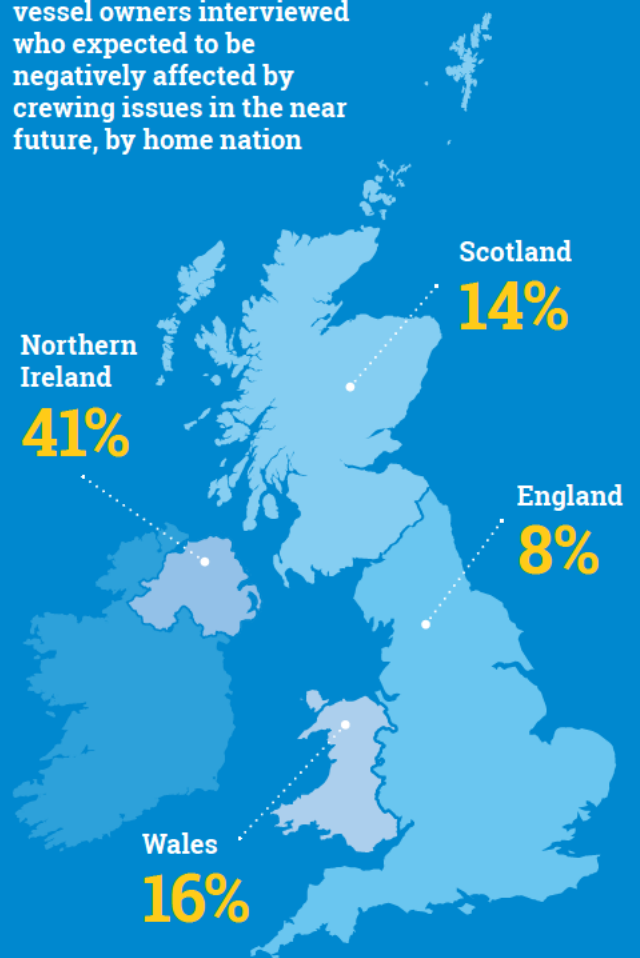 vessel owners interviewed
who expected to be
negatively affected by
crewing issues in the near
future, by home nation
Scotland
14%
Northern
Ireland
41%
England
8%
Wales
16%